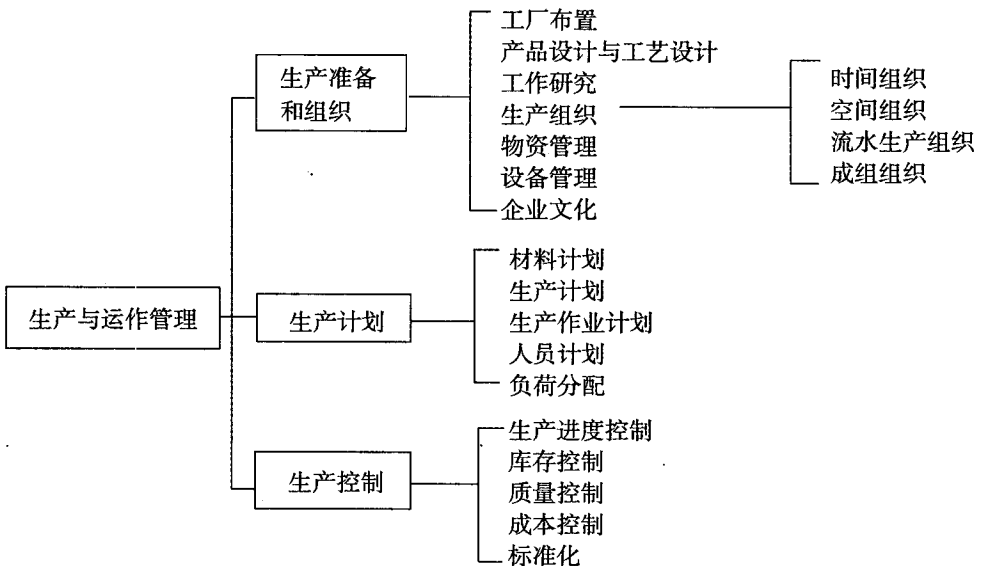 生产与运作管理
生产准备
和组织
工厂布置
产品设计与工艺设计
工作研究
生产组织
物资管理
设备管理
企业文化
时间组织
空间组织
流水生产组织
成组组织
生产计划
材料计划
生产计划
生产作业计划
人员计划
负荷分配
生产控制
生产进度控制
库存控制
质量控制
成本控制
标准化